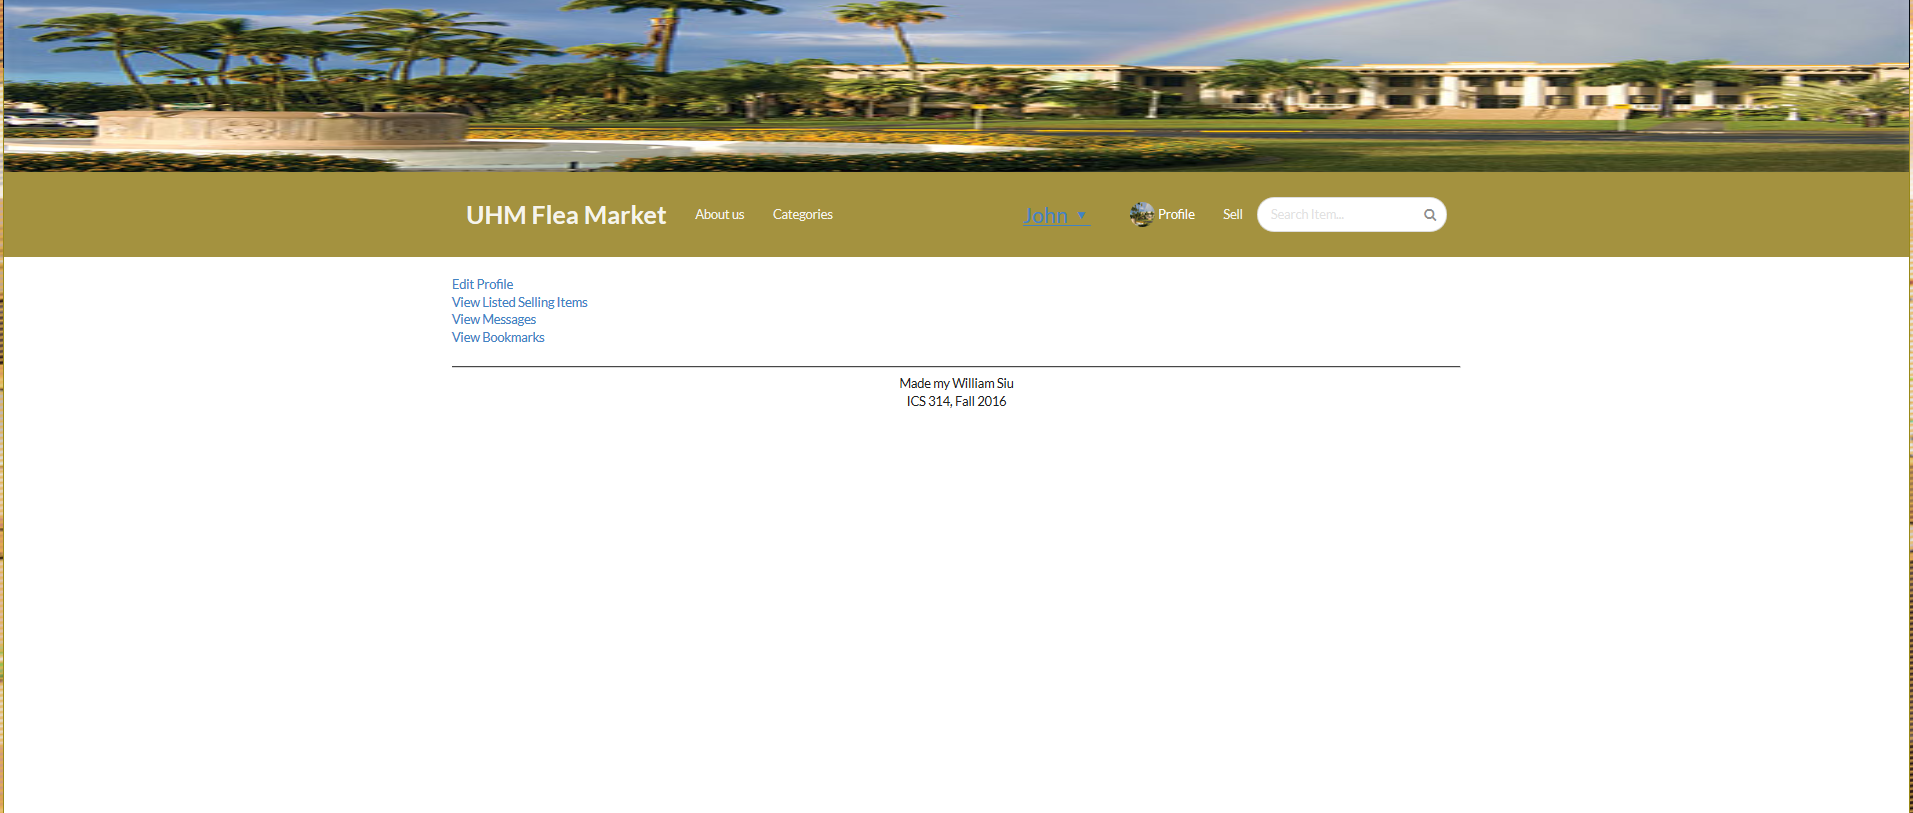 UHM Flea Market About us Categories John ▼ Profile Sell Search Item...
Edit Profile
View Listed Selling Items
View Messages
View Bookmarks
Made my William Siu
ICS 314, Fall 2016